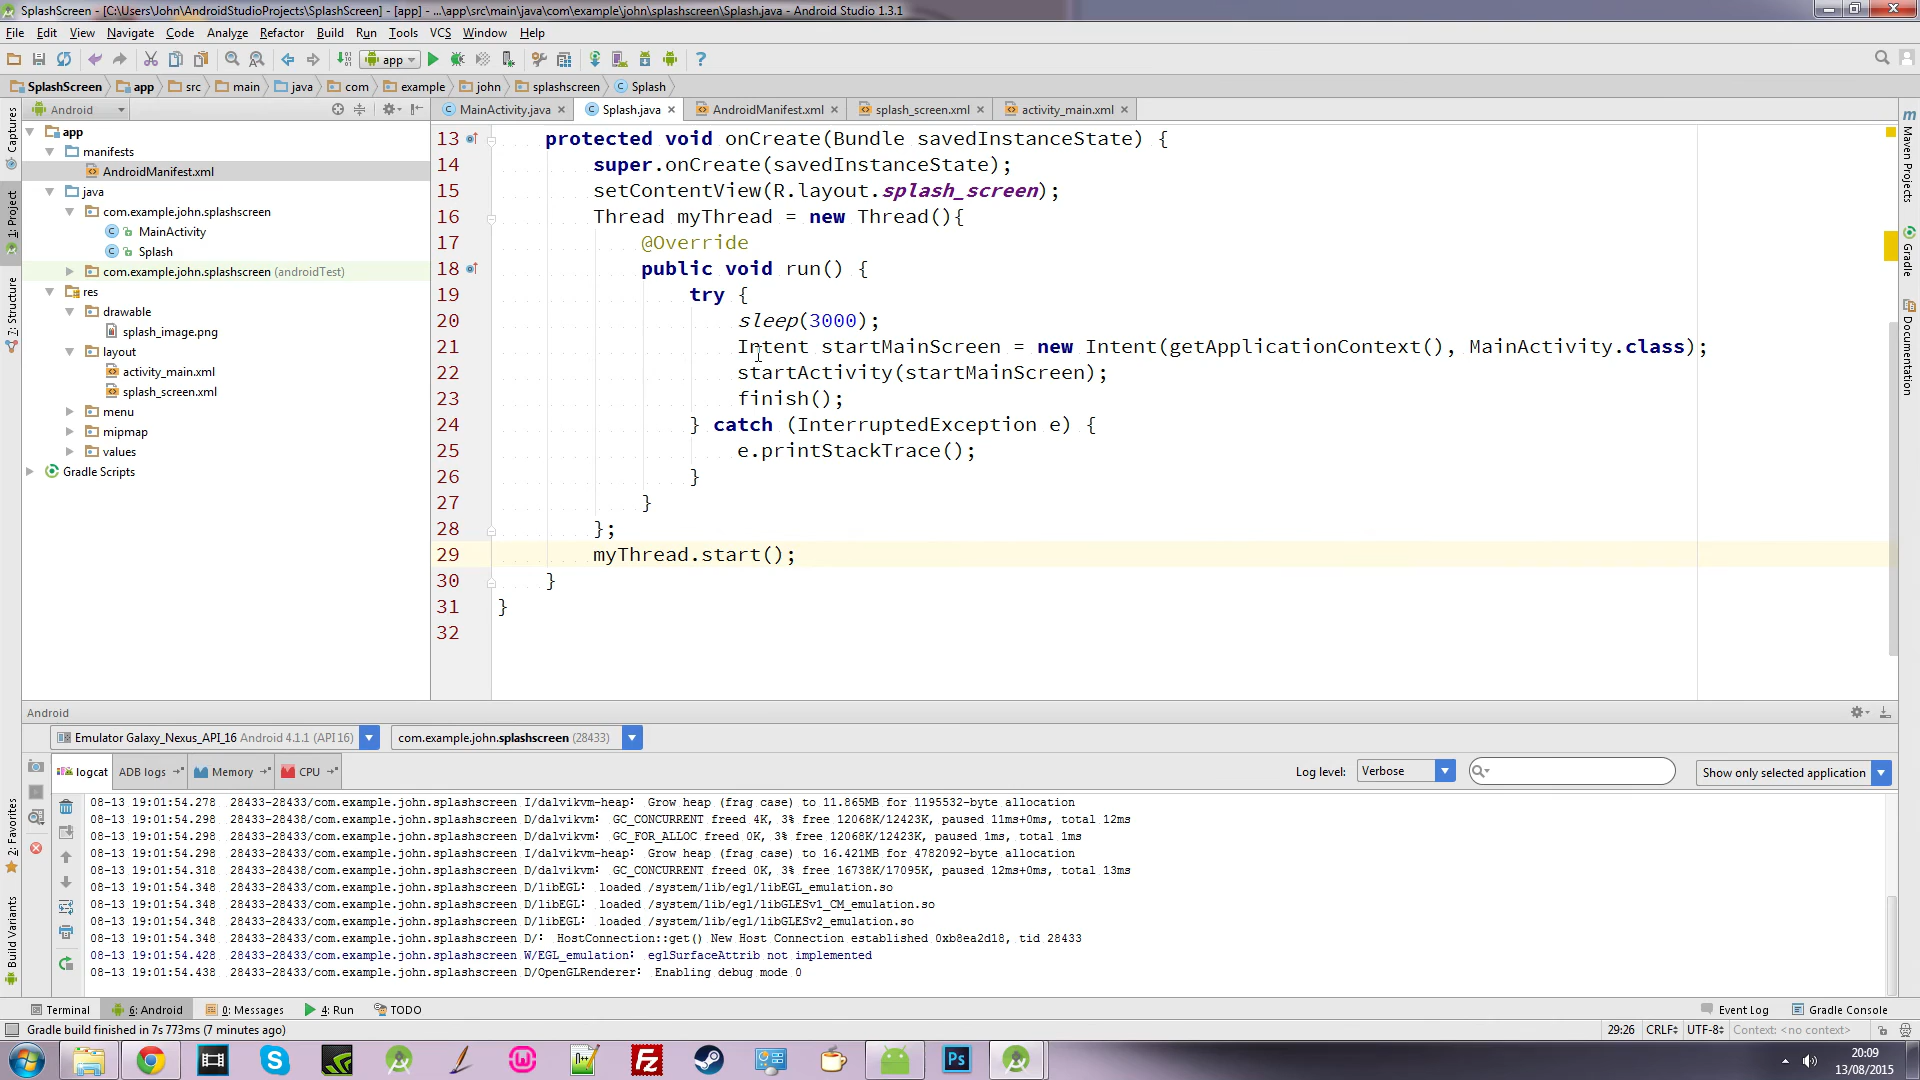 SplashScreen - [C:\Users\John\AndroidStudioProjects\SplashScreen] - [app] - ...\app\src\main\java\com\example\john\splashscreen\Splash.java - Android Studio 1.3.1
File Edit View Navigate Code Analyze Refactor Build Run Tools VCS Window Help
app
SplashScreen app src main java com example john splashscreen Splash
Android
MainActivity.java Splash.java AndroidManifest.xml splash_screen.xml activity_main.xml
Captures
1: Project
7: Structure
2: Favorites
Build Variants
app
manifests
AndroidManifest.xml
java
com.example.john.splashscreen
MainActivity
Splash
com.example.john.splashscreen (androidTest)
res
drawable
splash_image.png
layout
activity_main.xml
splash_screen.xml
menu
mipmap
values
Gradle Scripts
13 protected void onCreate(Bundle savedInstanceState) {
14 super.onCreate(savedInstanceState);
15 setContentView(R.layout.splash_screen);
16 Thread myThread = new Thread(){
17 @Override
18 public void run() {
19 try {
20 sleep(3000);
21 Intent startMainScreen = new Intent(getApplicationContext(), MainActivity.class);
22 startActivity(startMainScreen);
23 finish();
24 } catch (InterruptedException e) {
25 e.printStackTrace();
26 }
27 }
28 };
29 myThread.start();
30 }
31 }
32
m Maven Projects
Gradle
Documentation
Android
Emulator Galaxy_Nexus_API_16 Android 4.1.1 (API 16) com.example.john.splashscreen (28433)
logcat ADB logs Memory CPU Log level: Verbose Show only selected application
08-13 19:01:54.278 28433-28433/com.example.john.splashscreen I/dalvikvm-heap: Grow heap (frag case) to 11.865MB for 1195532-byte allocation
08-13 19:01:54.298 28433-28438/com.example.john.splashscreen D/dalvikvm: GC_CONCURRENT freed 4K, 3% free 12068K/12423K, paused 11ms+0ms, total 12ms
08-13 19:01:54.298 28433-28433/com.example.john.splashscreen D/dalvikvm: GC_FOR_ALLOC freed 0K, 3% free 12068K/12423K, paused 1ms, total 1ms
08-13 19:01:54.298 28433-28433/com.example.john.splashscreen I/dalvikvm-heap: Grow heap (frag case) to 16.421MB for 4782092-byte allocation
08-13 19:01:54.318 28433-28438/com.example.john.splashscreen D/dalvikvm: GC_CONCURRENT freed 0K, 3% free 16738K/17095K, paused 12ms+0ms, total 13ms
08-13 19:01:54.348 28433-28433/com.example.john.splashscreen D/libEGL: loaded /system/lib/egl/libEGL_emulation.so
08-13 19:01:54.348 28433-28433/com.example.john.splashscreen D/libEGL: loaded /system/lib/egl/libGLESv1_CM_emulation.so
08-13 19:01:54.348 28433-28433/com.example.john.splashscreen D/libEGL: loaded /system/lib/egl/libGLESv2_emulation.so
08-13 19:01:54.348 28433-28433/com.example.john.splashscreen D/: HostConnection::get() New Host Connection established 0xb8ea2d18, tid 28433
08-13 19:01:54.428 28433-28433/com.example.john.splashscreen W/EGL_emulation: eglSurfaceAttrib not implemented
08-13 19:01:54.438 28433-28433/com.example.john.splashscreen D/OpenGLRenderer: Enabling debug mode 0
Terminal 6: Android 0: Messages 4: Run TODO Event Log Gradle Console
Gradle build finished in 7s 773ms (7 minutes ago) 29:26 CRLF UTF-8 Context: <no context>
Ps
20:09
13/08/2015